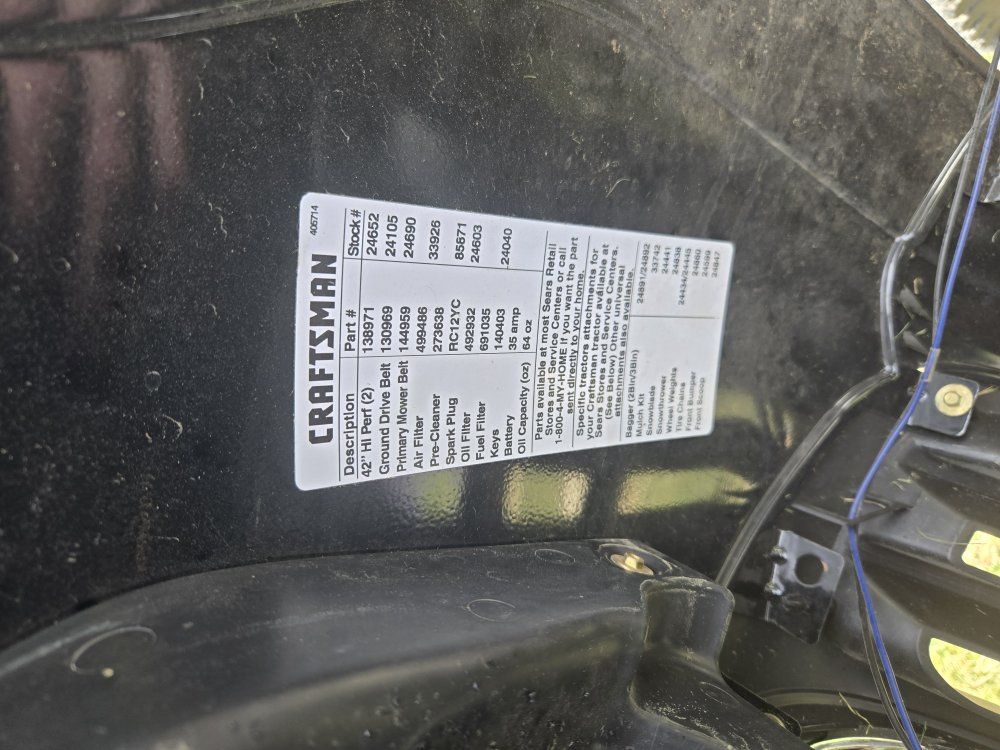 CRAFTSMAN 405714
Description Part # Stock#
42" Hi Perf (2) 138971 24652
Ground Drive Belt 130969 24105
Primary Mower Belt 144959 24690
Air Filter 499486 33926
Pre-Cleaner 273638
Spark Plug RC12YC 85871
Oil Filter 492932 24603
Fuel Filter 691035
Keys 140403 24040
Battery 35 amp
Oil Capacity (oz) 64 oz
Parts available at most Sears Retail
Stores and Service Centers or call
1-800-4-MY-HOME if you want the part
sent directly to your home.
Specific tractors attachments for
your Craftsman tractor available at
Sears Stores and Service Centers.
(See Below) Other universal
attachments also available.
Bagger (2Bin/3Bin) 24891/24892
Mulch Kit 33742
Snowblade 24441
Snowthrower 24838
Wheel Weights 24434/24448
Tire Chains
Front Bumper 24599
Front Scoop 24847